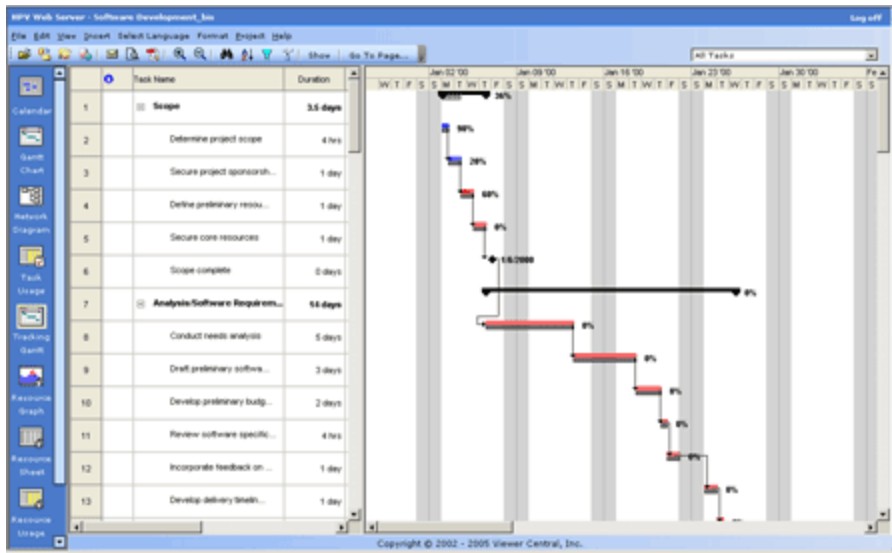 HPV Web Server - Software Development_bin Log off
File Edit View Insert Select Language Format Project Help
Show Go To Page... All Tasks
Task Name Duration
Jan 02 '00 Jan 09 '00 Jan 16 '00 Jan 23 '00 Jan 30 '00 Fe
W T F S S M T W T F S S M T W T F S S M T W T F S S M T W T F S S M T W T F S S
Calendar
Gantt Chart
Network Diagram
Task Usage
Tracking Gantt
Resource Graph
Resource Sheet
Resource Usage
1 Scope 3.5 days 36%
2 Determine project scope 4 hrs 90%
3 Secure project sponsorsh... 1 day 20%
4 Define preliminary resou... 1 day 60%
5 Secure core resources 1 day 0%
6 Scope complete 0 days 1/6/2000
7 Analysis/Software Requirem... 14 days 0%
8 Conduct needs analysis 5 days 0%
9 Draft preliminary softwa... 3 days 0%
10 Develop preliminary budg... 2 days 0%
11 Review software specific... 4 hrs 0%
12 Incorporate feedback on ... 1 day 0%
13 Develop delivery timelin... 1 day 0%
Copyright © 2002 - 2005 Viewer Central, Inc.